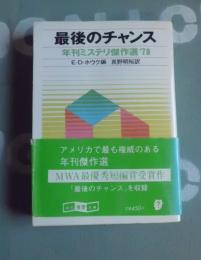 最後のチャンス
年刊ミステリ傑作選'78
E・D・ホウク編 長野明裕訳
アメリカで最も権威のある
年刊傑作選
MWA最優秀短編賞受賞作
「最後のチャンス」を収録